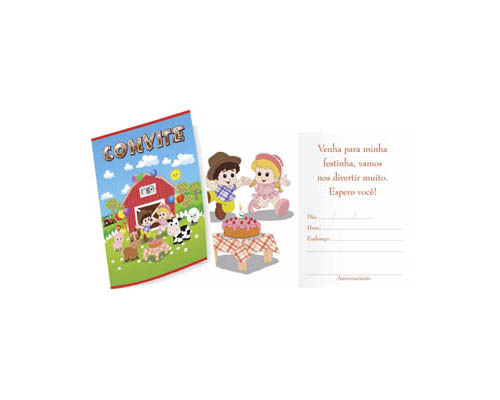 CONVITE
Venha para minha
festinha, vamos
nos divertir muito.
Espero você!
Dia: / /
Hora:
Endereço:
Aniversariante